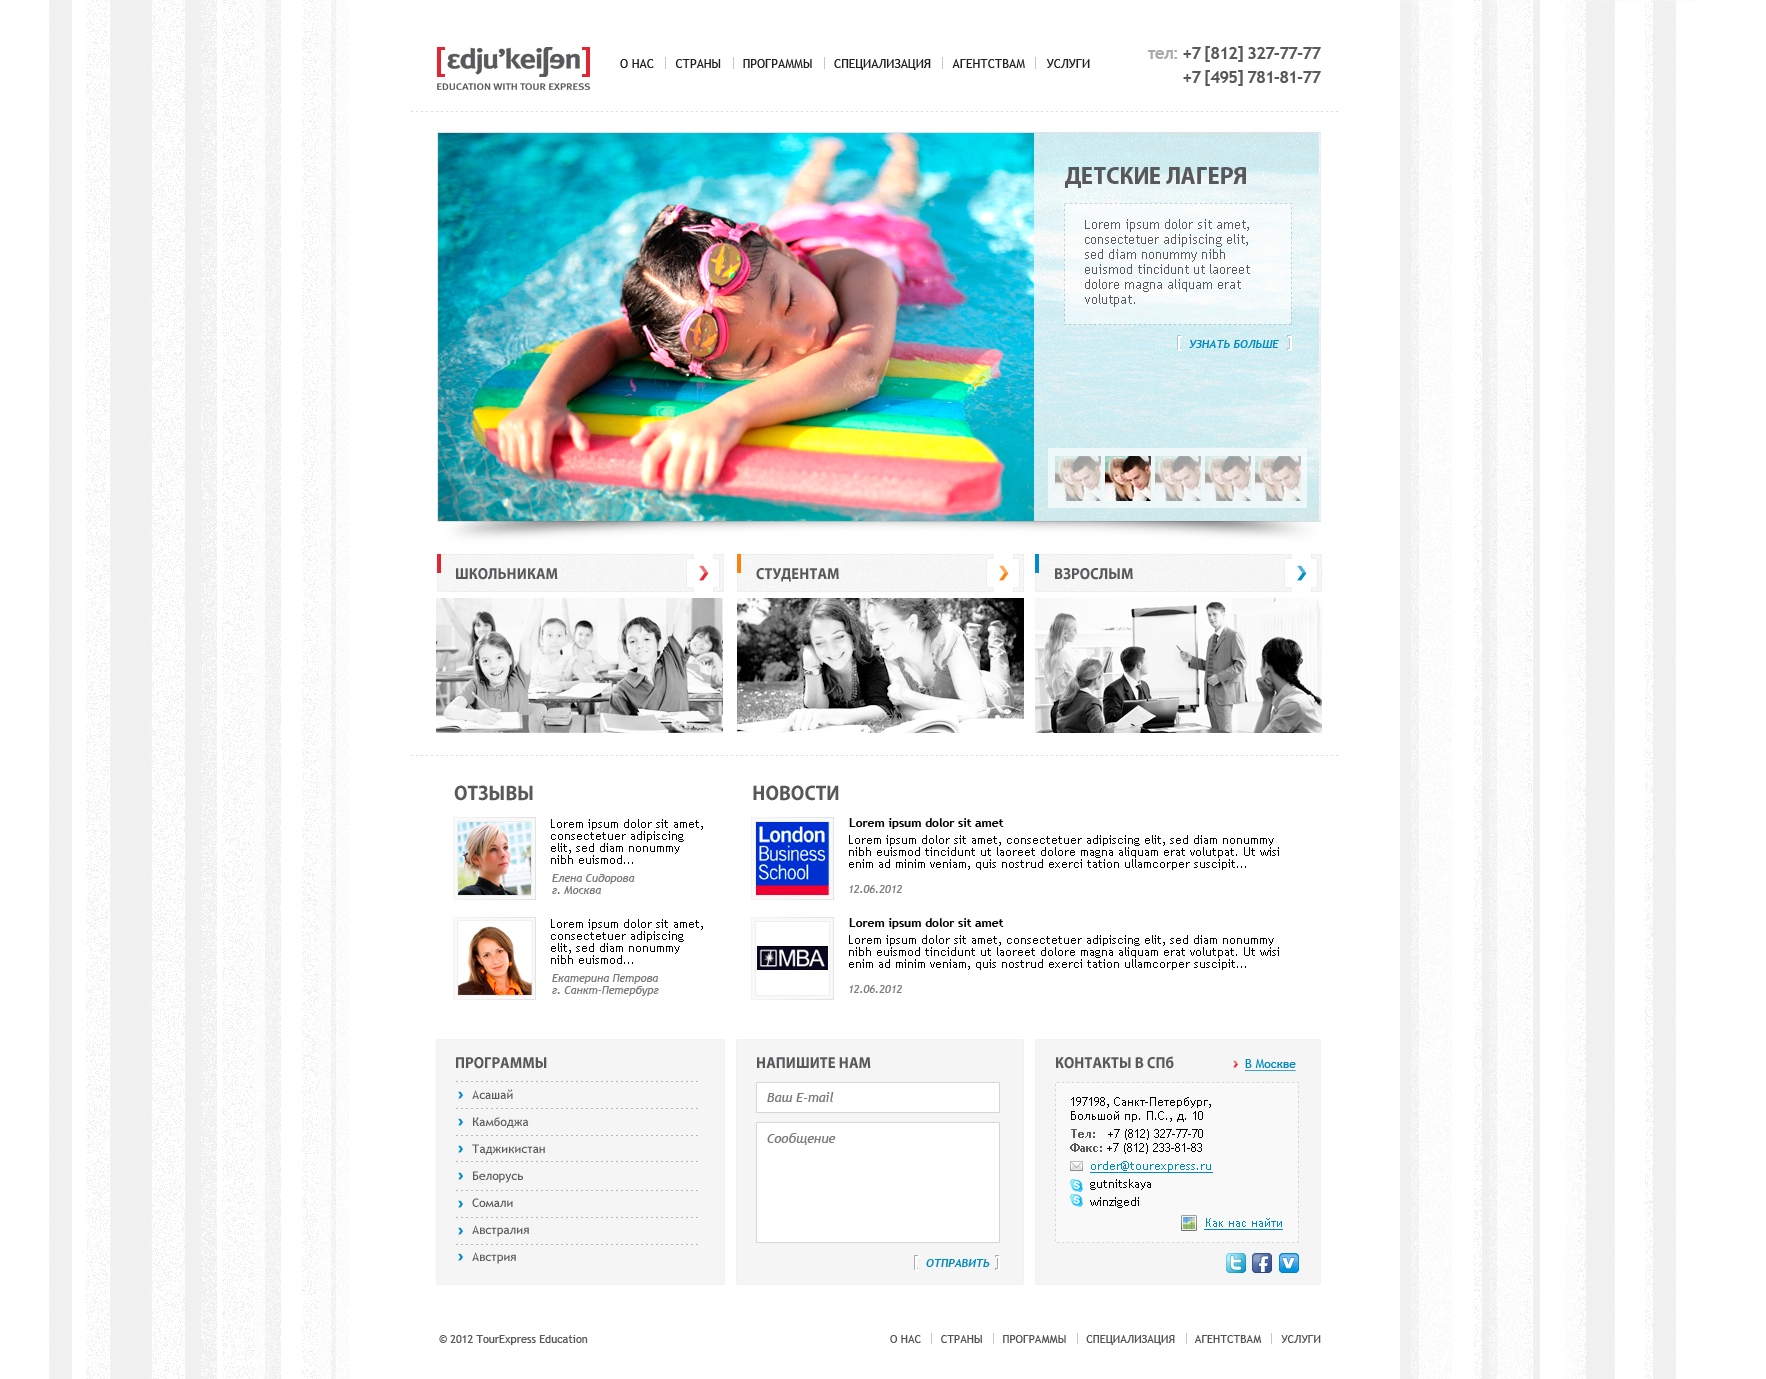 [ɛdju'keiʃən]
EDUCATION WITH TOUR EXPRESS
О НАС
СТРАНЫ
ПРОГРАММЫ
СПЕЦИАЛИЗАЦИЯ
АГЕНТСТВАМ
УСЛУГИ
тел: +7 [812] 327-77-77
+7 [495] 781-81-77
ДЕТСКИЕ ЛАГЕРЯ
Lorem ipsum dolor sit amet,
consectetuer adipiscing elit,
sed diam nonummy nibh
euismod tincidunt ut laoreet
dolore magna aliquam erat
volutpat.
[ УЗНАТЬ БОЛЬШЕ ]
ШКОЛЬНИКАМ
СТУДЕНТАМ
ВЗРОСЛЫМ
ОТЗЫВЫ
Lorem ipsum dolor sit amet,
consectetuer adipiscing
elit, sed diam nonummy
nibh euismod...
Елена Сидорова
г. Москва
Lorem ipsum dolor sit amet,
consectetuer adipiscing
elit, sed diam nonummy
nibh euismod...
Екатерина Петрова
г. Санкт-Петербург
НОВОСТИ
London
Business
School
Lorem ipsum dolor sit amet
Lorem ipsum dolor sit amet, consectetuer adipiscing elit, sed diam nonummy
nibh euismod tincidunt ut laoreet dolore magna aliquam erat volutpat. Ut wisi
enim ad minim veniam, quis nostrud exerci tation ullamcorper suscipit...
12.06.2012
MBA
Lorem ipsum dolor sit amet
Lorem ipsum dolor sit amet, consectetuer adipiscing elit, sed diam nonummy
nibh euismod tincidunt ut laoreet dolore magna aliquam erat volutpat. Ut wisi
enim ad minim veniam, quis nostrud exerci tation ullamcorper suscipit...
12.06.2012
ПРОГРАММЫ
Асашай
Камбоджа
Таджикистан
Белорусь
Сомали
Австралия
Австрия
НАПИШИТЕ НАМ
Ваш E-mail
Сообщение
[ ОТПРАВИТЬ ]
КОНТАКТЫ В СПб
В Москве
197198, Санкт-Петербург,
Большой пр. П.С., д. 10
Тел: +7 (812) 327-77-70
Факс: +7 (812) 233-81-83
order@tourexpress.ru
gutnitskaya
winzigedi
Как нас найти
© 2012 TourExpress Education
О НАС
СТРАНЫ
ПРОГРАММЫ
СПЕЦИАЛИЗАЦИЯ
АГЕНТСТВАМ
УСЛУГИ